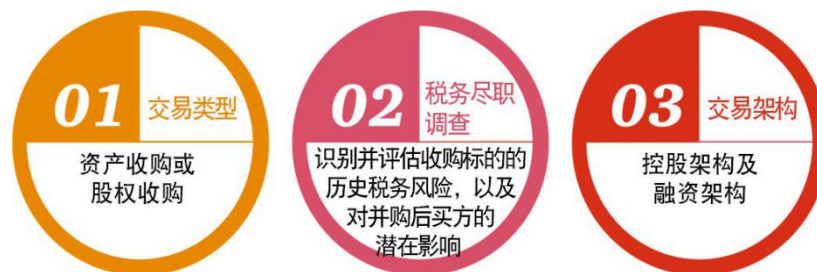 01 交易类型
资产收购或
股权收购
02 税务尽职
调查
识别并评估收购标的的
历史税务风险，以及
对并购后买方的
潜在影响
03 交易架构
控股架构及
融资架构